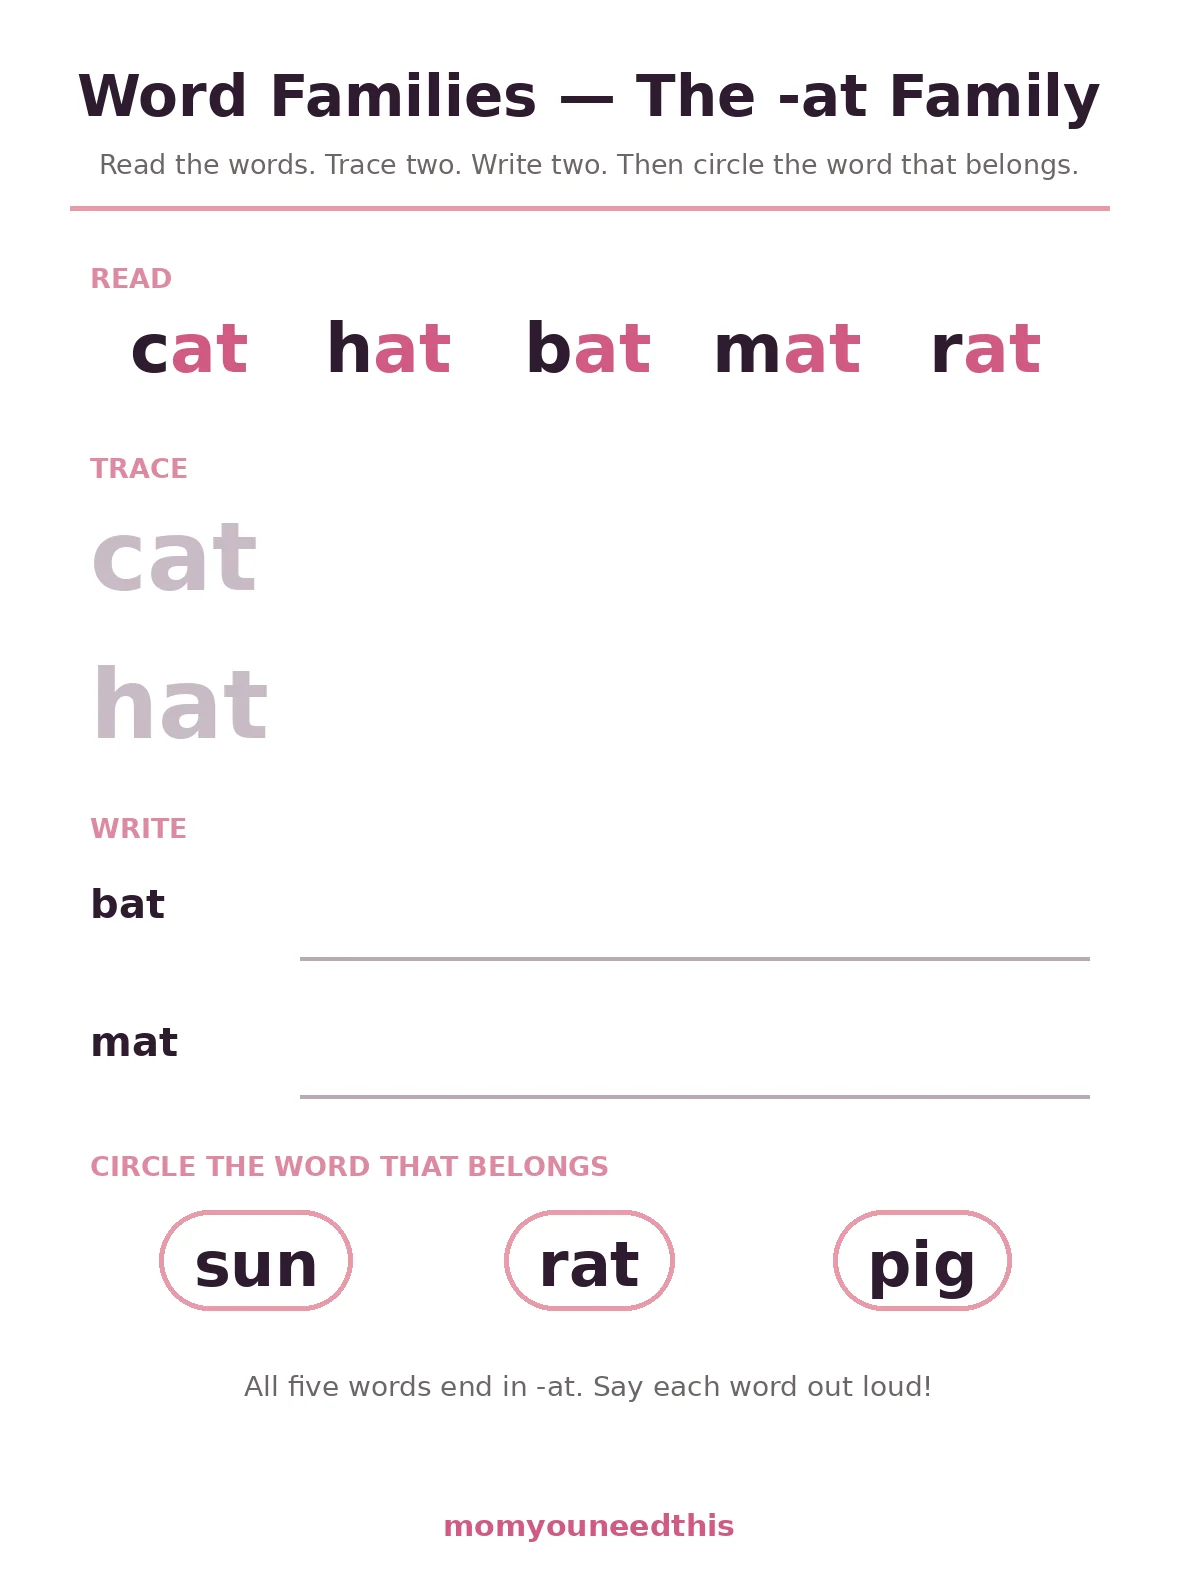 Word Families — The -at Family
Read the words. Trace two. Write two. Then circle the word that belongs.
READ
cat hat bat mat rat
TRACE
cat
hat
WRITE
bat
mat
CIRCLE THE WORD THAT BELONGS
sun rat pig
All five words end in -at. Say each word out loud!
momyouneedthis